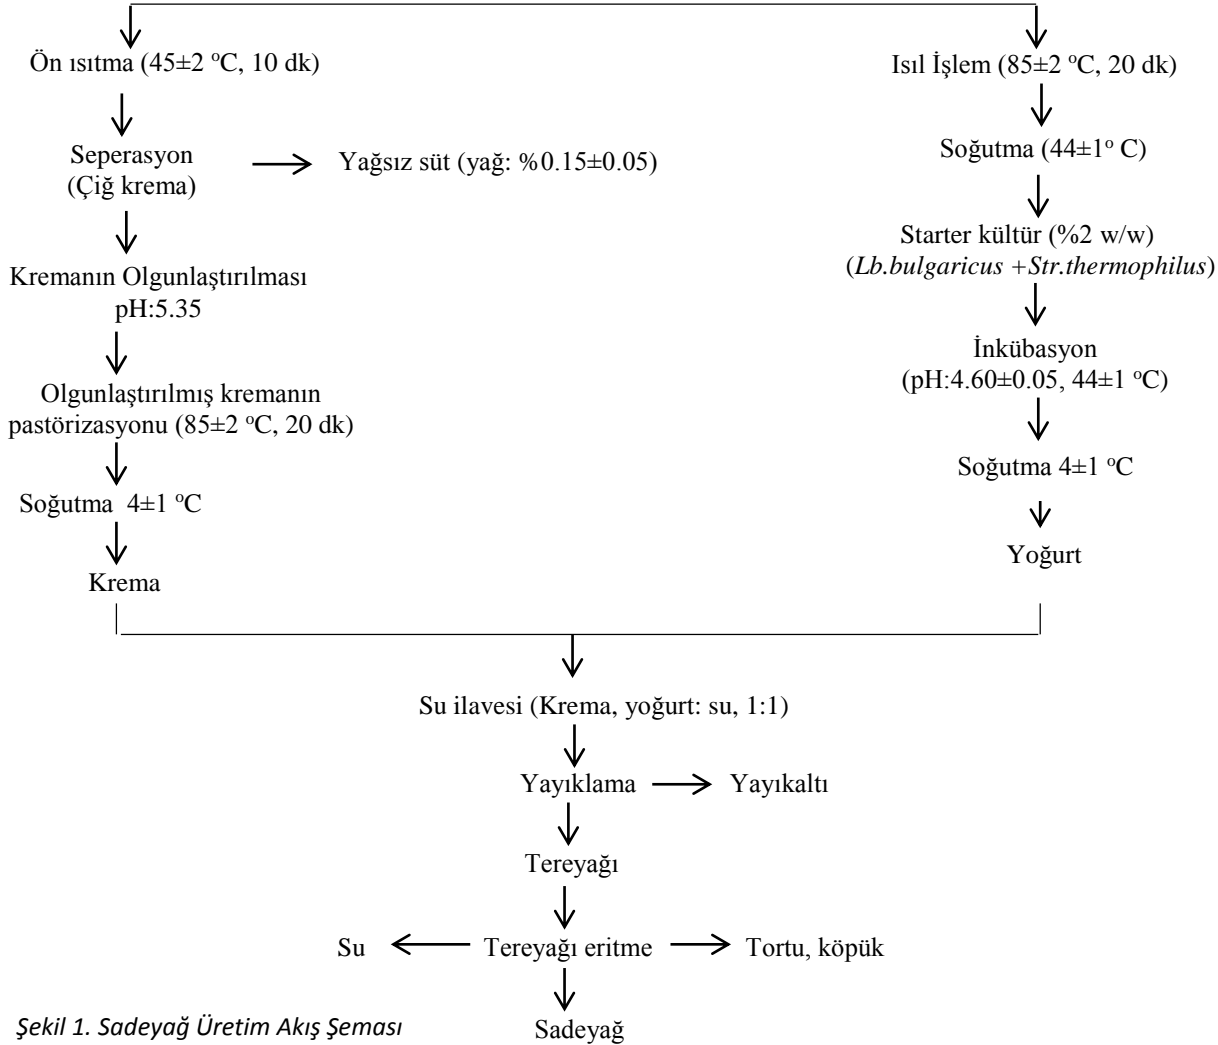 Ön ısıtma (45±2 ºC, 10 dk)
Seperasyon
(Çiğ krema)
Yağsız süt (yağ: %0.15±0.05)
Kremanın Olgunlaştırılması
pH:5.35
Olgunlaştırılmış kremanın
pastörizasyonu (85±2 ºC, 20 dk)
Soğutma 4±1 ºC
Krema
Isıl İşlem (85±2 ºC, 20 dk)
Soğutma (44±1º C)
Starter kültür (%2 w/w)
(Lb.bulgaricus +Str.thermophilus)
İnkübasyon
(pH:4.60±0.05, 44±1 ºC)
Soğutma 4±1 ºC
Yoğurt
Su ilavesi (Krema, yoğurt: su, 1:1)
Yayıklama
Yayıkaltı
Tereyağı
Su
Tereyağı eritme
Tortu, köpük
Sadeyağ
Şekil 1. Sadeyağ Üretim Akış Şeması